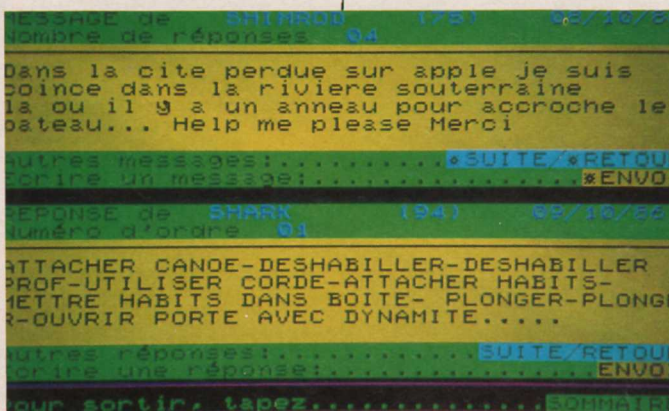 MESSAGE de SHIMROD (75) 08/10/8
Nombre de réponses 04
Dans la cite perdue sur apple je suis
coince dans la riviere souterraine
la ou il y a un anneau pour accroche le
bateau... Help me please Merci
autres messages:..........*SUITE/*RETOU
Ecrire un message:................*ENVO
REPONSE de SHARK (94) 09/10/86
Numéro d'ordre 01
ATTACHER CANOE-DESHABILLER-DESHABILLER
PROF-UTILISER CORDE-ATTACHER HABITS-
METTRE HABITS DANS BOITE- PLONGER-PLONG
R-OUVRIR PORTE AVEC DYNAMITE.....
autres réponses:............SUITE/RETOU
Ecrire une réponse:................ENVO
pour sortir, tapez..............SOMMAIR